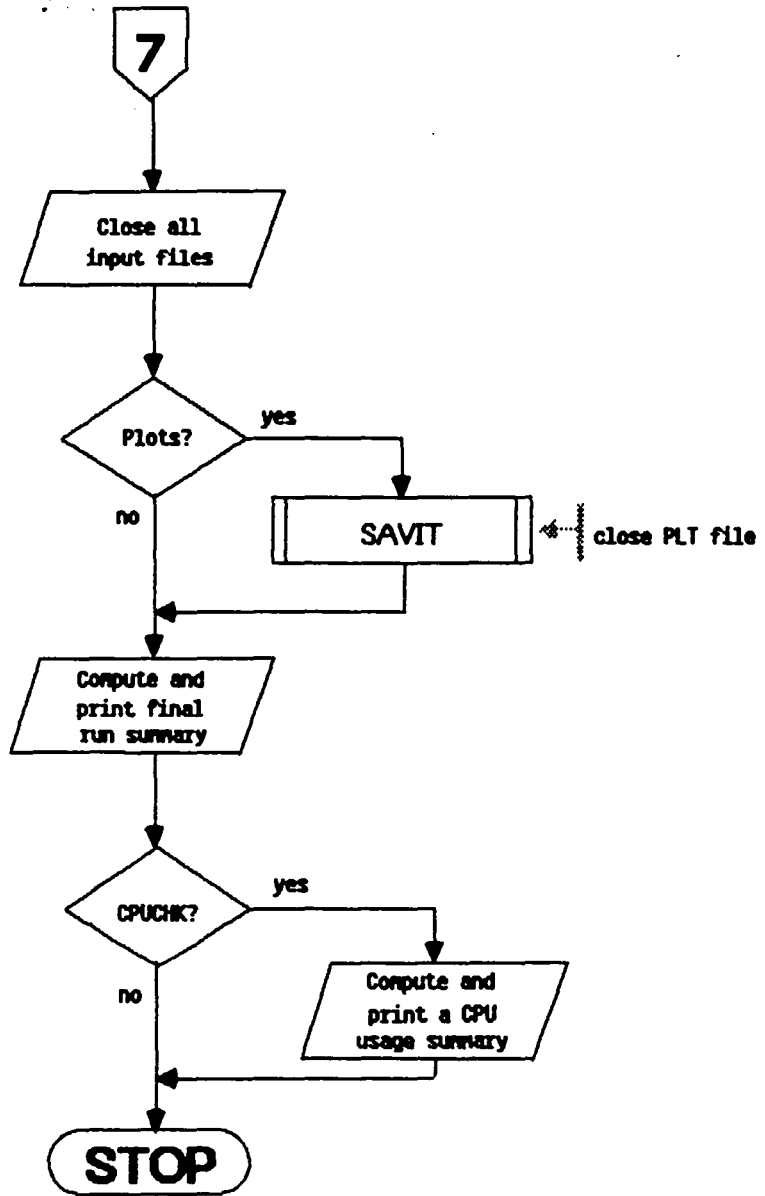 7
Close all
input files
Plots?
yes
no
SAVIT
close PLT file
Compute and
print final
run summary
CPUCHK?
yes
no
Compute and
print a CPU
usage summary
STOP